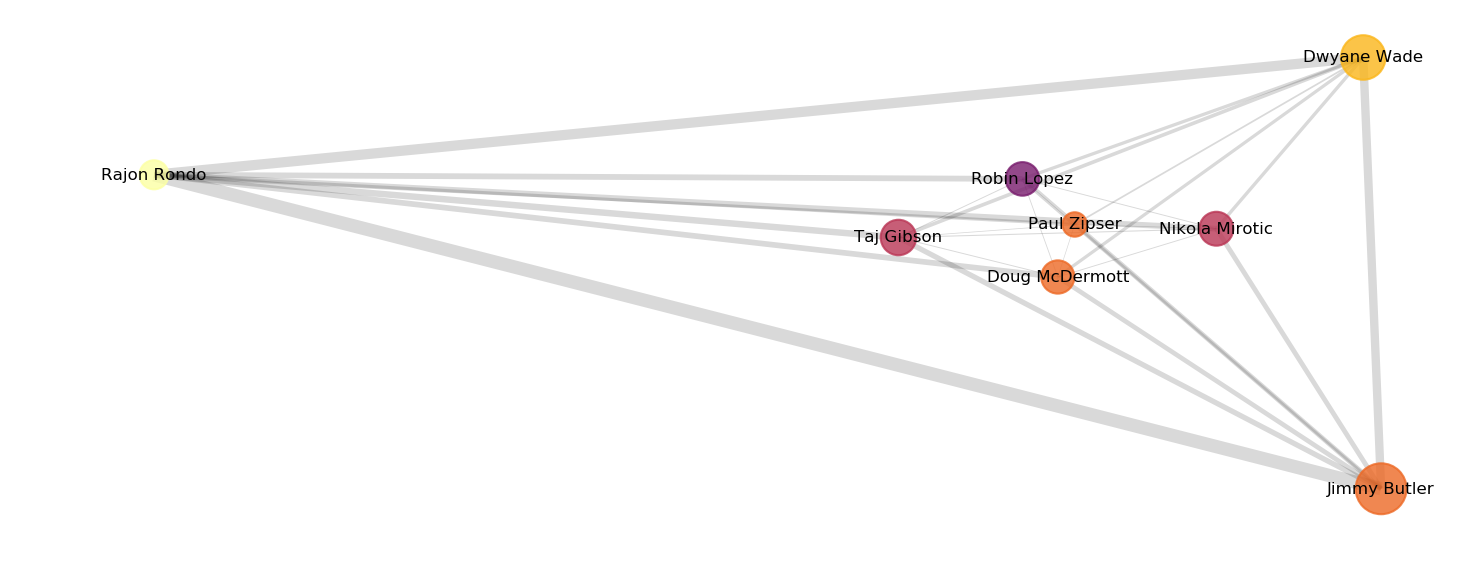 Dwyane Wade
Rajon Rondo
Robin Lopez
Paul Zipser
Nikola Mirotic
Taj Gibson
Doug McDermott
Jimmy Butler